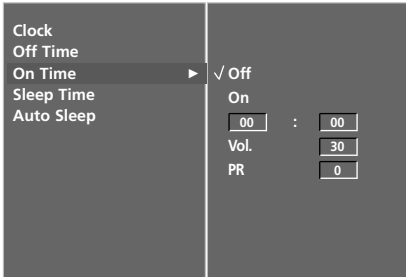 Clock
Off Time
On Time ►
Sleep Time
Auto Sleep
√ Off
On
00 : 00
Vol. 30
PR 0